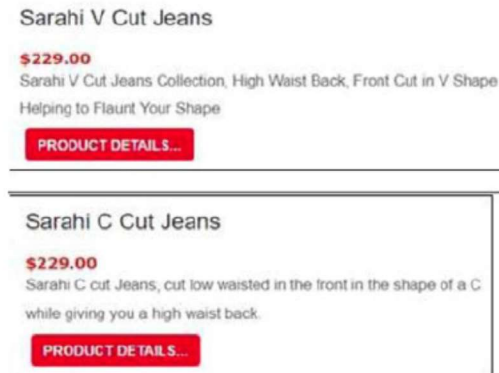 Sarahi V Cut Jeans
$229.00
Sarahi V Cut Jeans Collection, High Waist Back, Front Cut in V Shape
Helping to Flaunt Your Shape
PRODUCT DETAILS...
Sarahi C Cut Jeans
$229.00
Sarahi C cut Jeans, cut low waisted in the front in the shape of a C
while giving you a high waist back.
PRODUCT DETAILS...